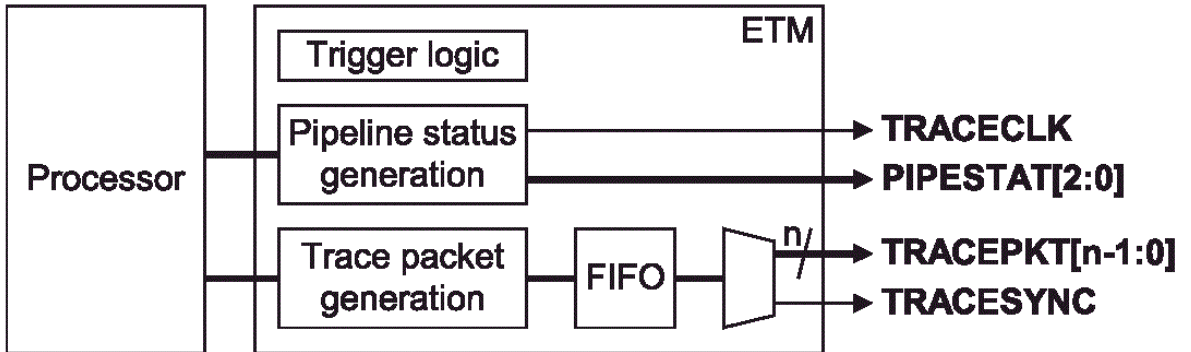 ETM
Trigger logic
Processor
Pipeline status
generation
TRACECLK
PIPESTAT[2:0]
Trace packet
generation
FIFO
n
TRACEPKT[n-1:0]
TRACESYNC